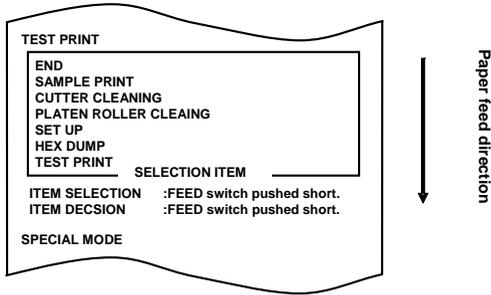 TEST PRINT
END
SAMPLE PRINT
CUTTER CLEANING
PLATEN ROLLER CLEAING
SET UP
HEX DUMP
TEST PRINT
SELECTION ITEM
ITEM SELECTION :FEED switch pushed short.
ITEM DECSION :FEED switch pushed short.
SPECIAL MODE
Paper feed direction